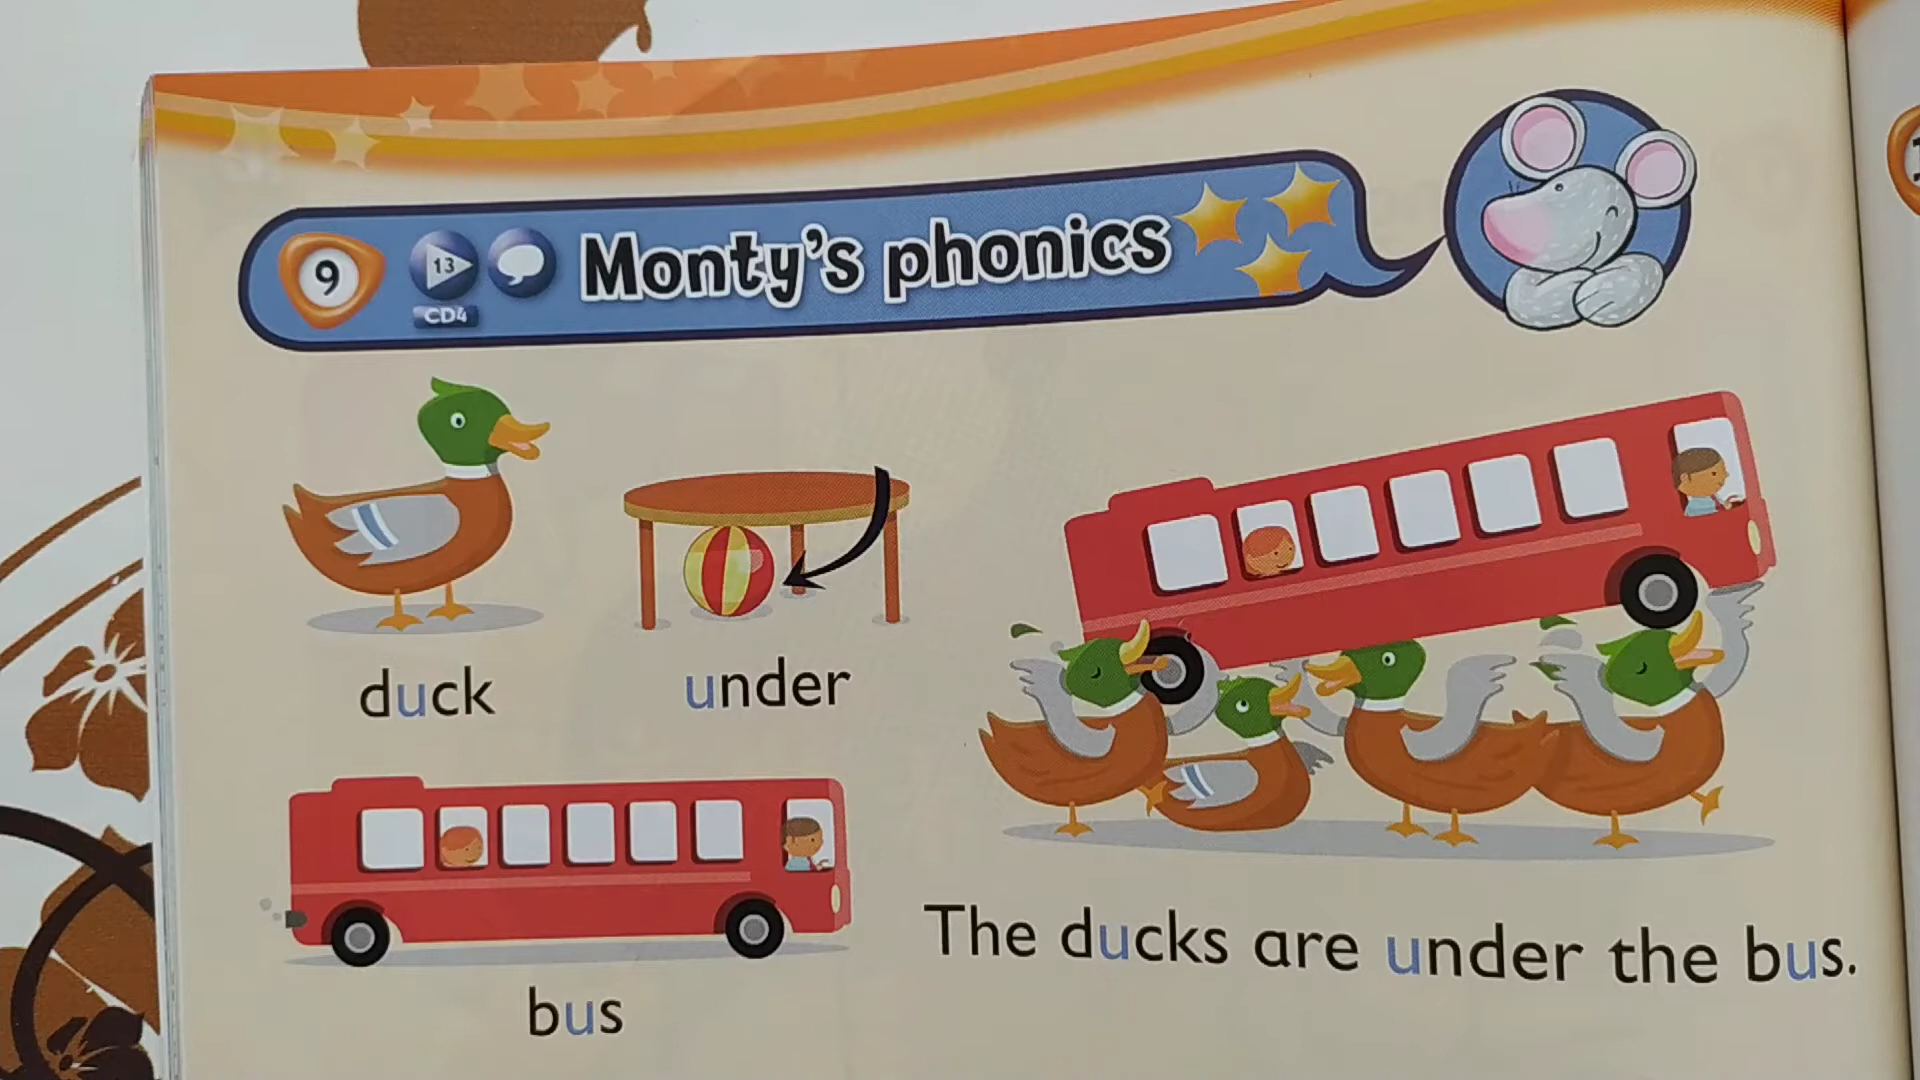 9
13
CD4
Monty's phonics
duck
under
bus
The ducks are under the bus.